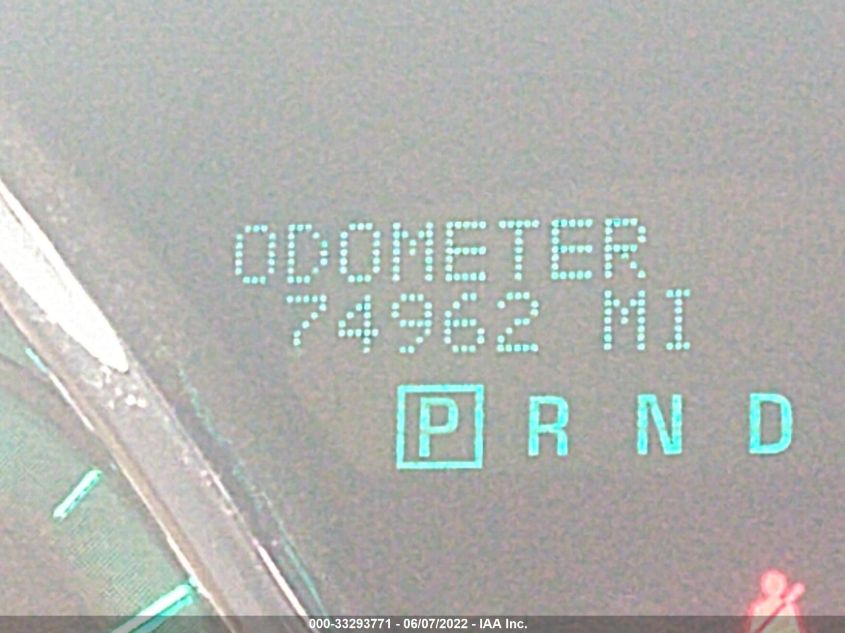 ODOMETER
74962 MI
P R N D
000-33293771 - 06/07/2022 - IAA Inc.